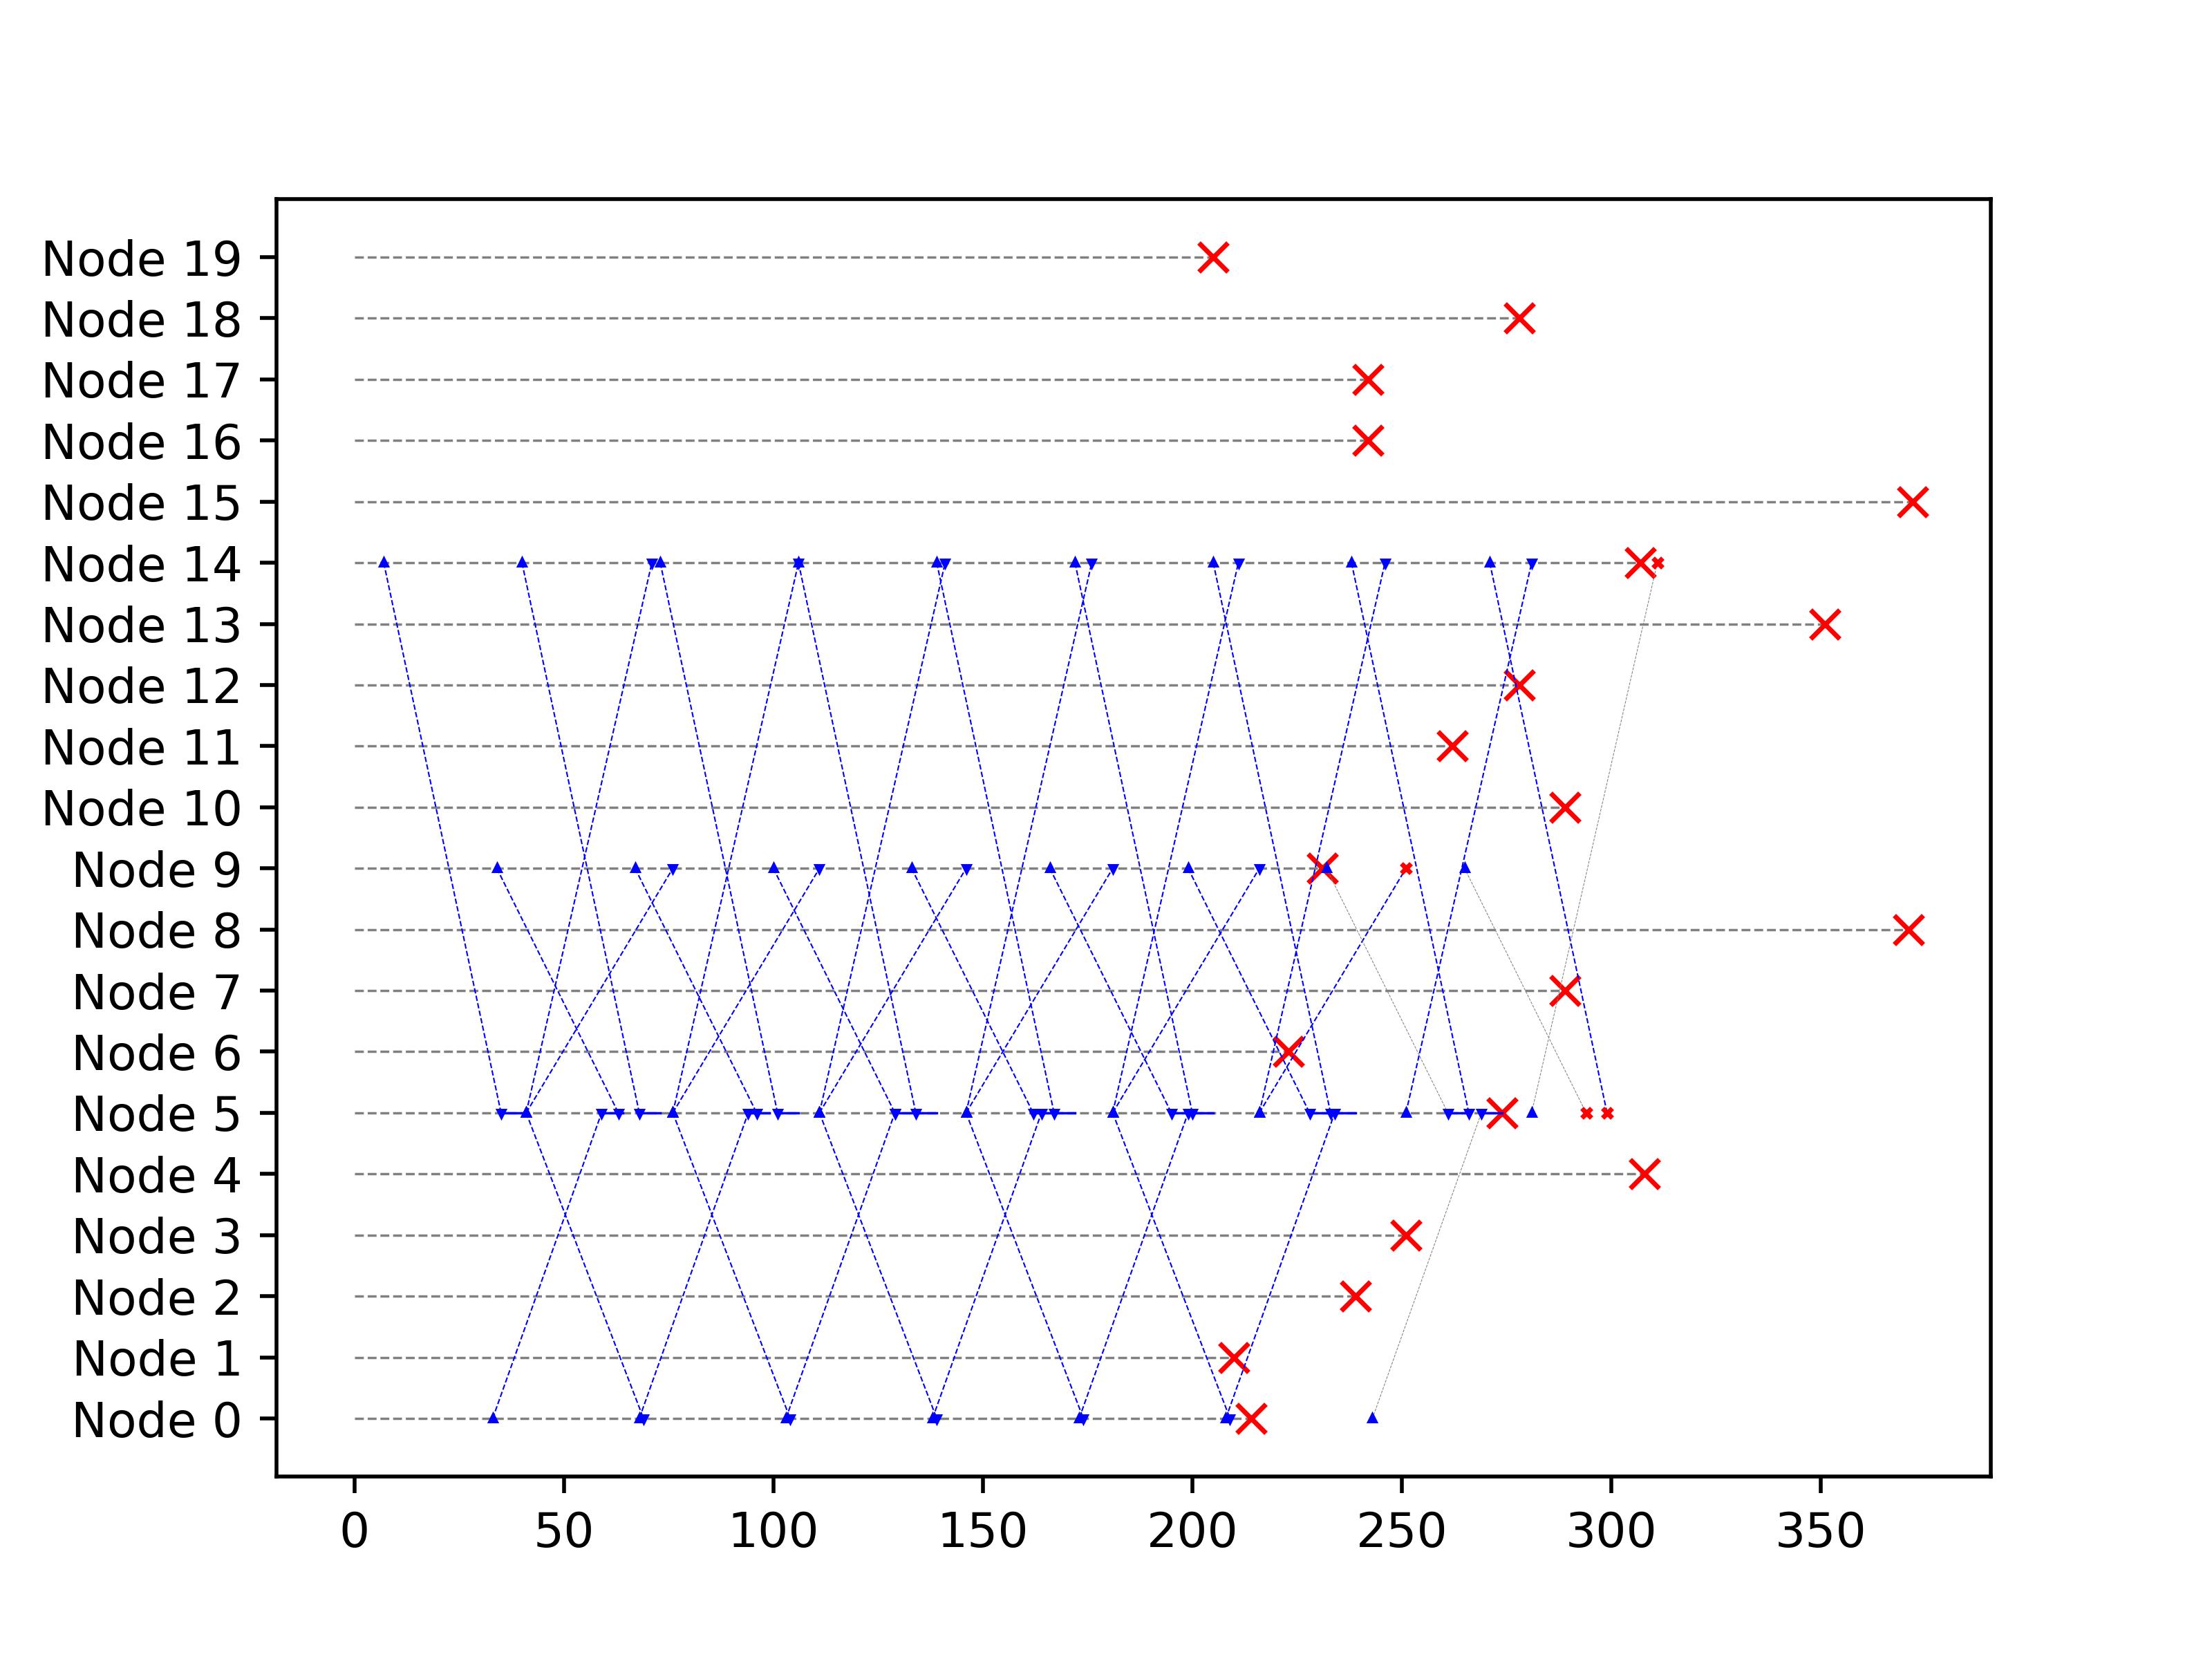 Node 19
Node 18
Node 17
Node 16
Node 15
Node 14
Node 13
Node 12
Node 11
Node 10
Node 9
Node 8
Node 7
Node 6
Node 5
Node 4
Node 3
Node 2
Node 1
Node 0
0 50 100 150 200 250 300 350